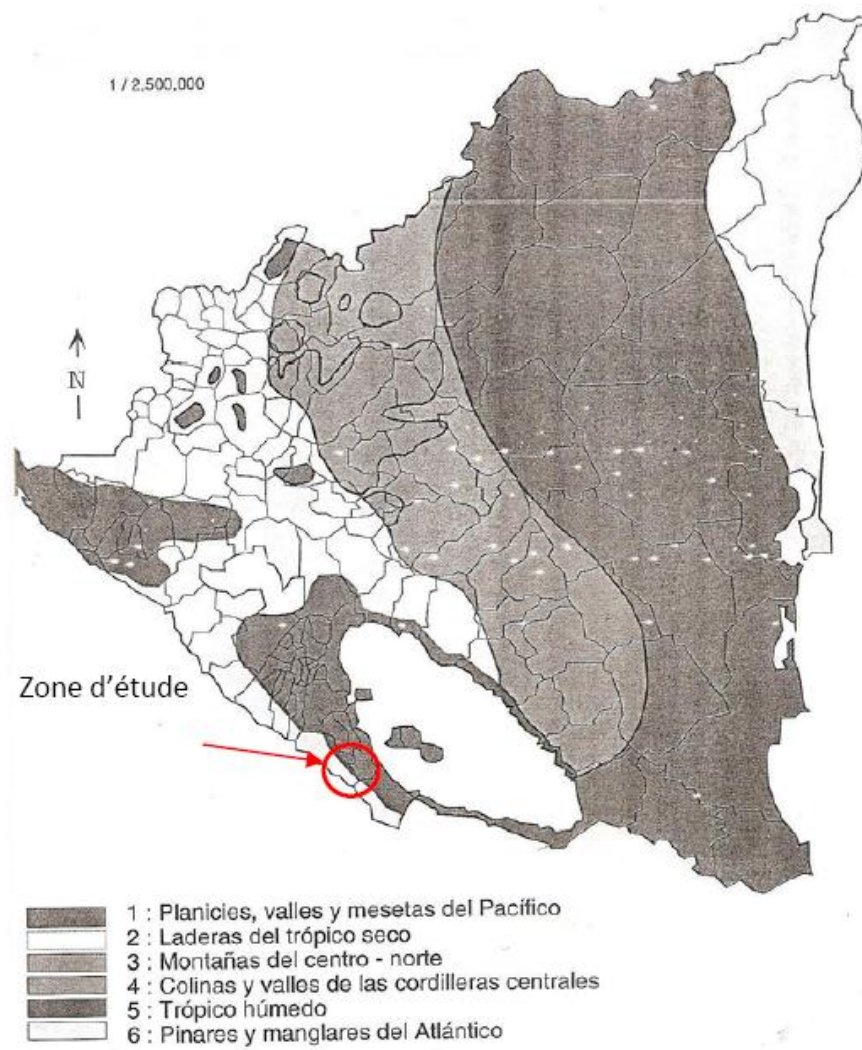 1 / 2,500,000
N
Zone d'étude
1 : Planicies, valles y mesetas del Pacífico
2 : Laderas del trópico seco
3 : Montañas del centro - norte
4 : Colinas y valles de las cordilleras centrales
5 : Trópico húmedo
6 : Pinares y manglares del Atlántico